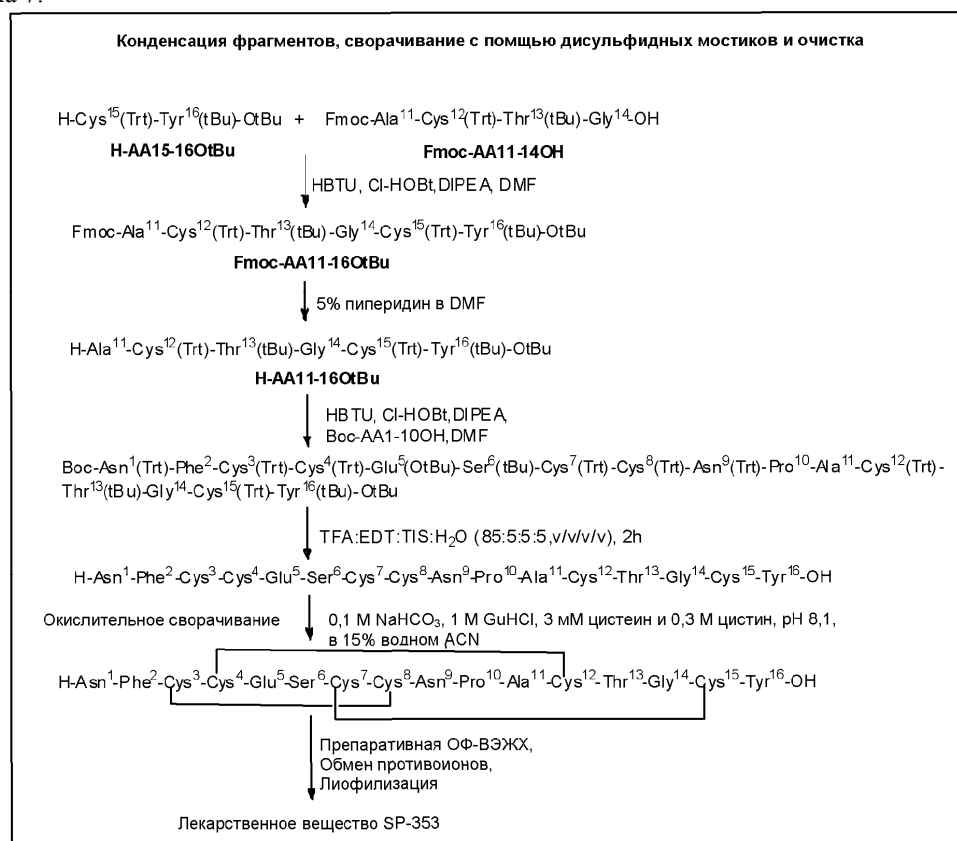 Конденсация фрагментов, сворачивание с помщью дисульфидных мостиков и очистка
H-Cys¹⁵(Trt)-Tyr¹⁶(tBu)-OtBu + Fmoc-Ala¹¹-Cys¹²(Trt)-Thr¹³(tBu)-Gly¹⁴-OH
H-AA15-16OtBu Fmoc-AA11-14OH
HBTU, Cl-HOBt,DIPEA, DMF
Fmoc-Ala¹¹-Cys¹²(Trt)-Thr¹³(tBu)-Gly¹⁴-Cys¹⁵(Trt)-Tyr¹⁶(tBu)-OtBu
Fmoc-AA11-16OtBu
5% пиперидин в DMF
H-Ala¹¹-Cys¹²(Trt)-Thr¹³(tBu)-Gly¹⁴-Cys¹⁵(Trt)-Tyr¹⁶(tBu)-OtBu
H-AA11-16OtBu
HBTU, Cl-HOBt,DIPEA,
Boc-AA1-10OH,DMF
Boc-Asn¹(Trt)-Phe²-Cys³(Trt)-Cys⁴(Trt)-Glu⁵(OtBu)-Ser⁶(tBu)-Cys⁷(Trt)-Cys⁸(Trt)-Asn⁹(Trt)-Pro¹⁰-Ala¹¹-Cys¹²(Trt)-
Thr¹³(tBu)-Gly¹⁴-Cys¹⁵(Trt)-Tyr¹⁶(tBu)-OtBu
TFA:EDT:TIS:H₂O (85:5:5:5,v/v/v/v), 2h
H-Asn¹-Phe²-Cys³-Cys⁴-Glu⁵-Ser⁶-Cys⁷-Cys⁸-Asn⁹-Pro¹⁰-Ala¹¹-Cys¹²-Thr¹³-Gly¹⁴-Cys¹⁵-Tyr¹⁶-OH
Окислительное сворачивание 0,1 М NaHCO₃, 1 М GuHCl, 3 мМ цистеин и 0,3 М цистин, pH 8,1,
в 15% водном ACN
H-Asn¹-Phe²-Cys³-Cys⁴-Glu⁵-Ser⁶-Cys⁷-Cys⁸-Asn⁹-Pro¹⁰-Ala¹¹-Cys¹²-Thr¹³-Gly¹⁴-Cys¹⁵-Tyr¹⁶-OH
Препаративная ОФ-ВЭЖХ,
Обмен противоионов,
Лиофилизация
Лекарственное вещество SP-353